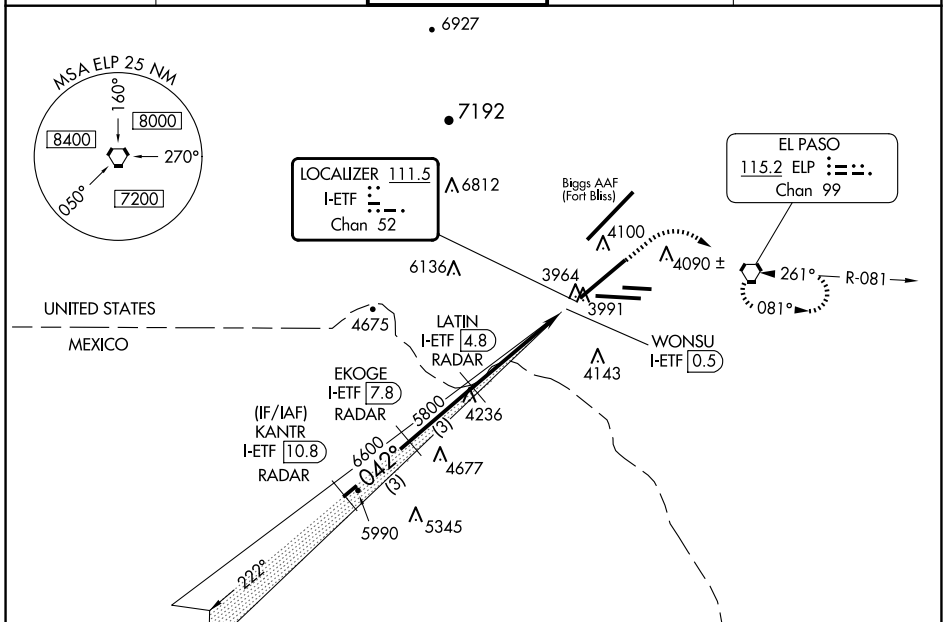 6927
MSA ELP 25 NM
160°
8000
8400
270°
050°
7200
7192
LOCALIZER 111.5
I-ETF
Chan 52
6812
6136
Biggs AAF
(Fort Bliss)
4100
4090 ±
EL PASO
115.2 ELP
Chan 99
261°
R-081
081°
3964
3991
UNITED STATES
MEXICO
4675
LATIN
I-ETF 4.8
RADAR
WONSU
I-ETF 0.5
4143
EKOGE
I-ETF 7.8
RADAR
5800
(3)
4236
(IF/IAF)
KANTR
I-ETF 10.8
RADAR
6600
042°
(3)
4677
5990
5345
222°